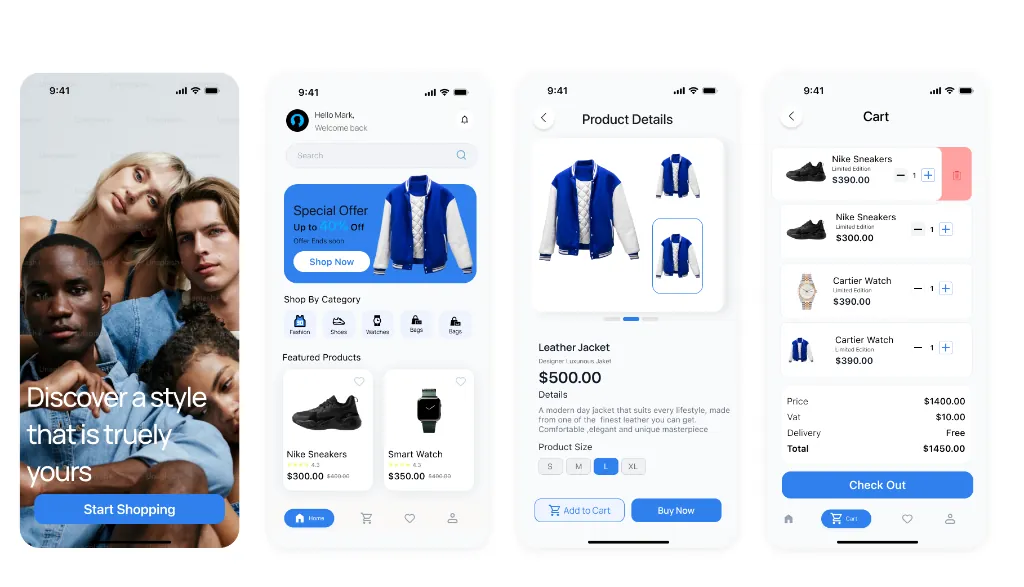 9:41
Discover a style
that is truely
yours
Start Shopping
9:41
Hello Mark,
Welcome back
Search
Special Offer
Up to 40% Off
Offer Ends soon
Shop Now
Shop By Category
Fashion
Shoes
Watches
Bags
Bags
Featured Products
Nike Sneakers
4.3
$300.00 $400.00
Smart Watch
4.3
$350.00 $400.00
Home
9:41
Product Details
Leather Jacket
Designer Luxurious Jaket
$500.00
Details
A modern day jacket that suits every lifestyle, made
from one of the finest leather you can get.
Comfortable ,elegant and unique masterpiece
Product Size
S
M
L
XL
Add to Cart
Buy Now
9:41
Cart
Nike Sneakers
Limited Edition
$390.00
1
Nike Sneakers
Limited Edition
$300.00
1
Cartier Watch
Limited Edition
$390.00
1
Cartier Watch
Limited Edition
$390.00
1
Price $1400.00
Vat $10.00
Delivery Free
Total $1450.00
Check Out
Cart